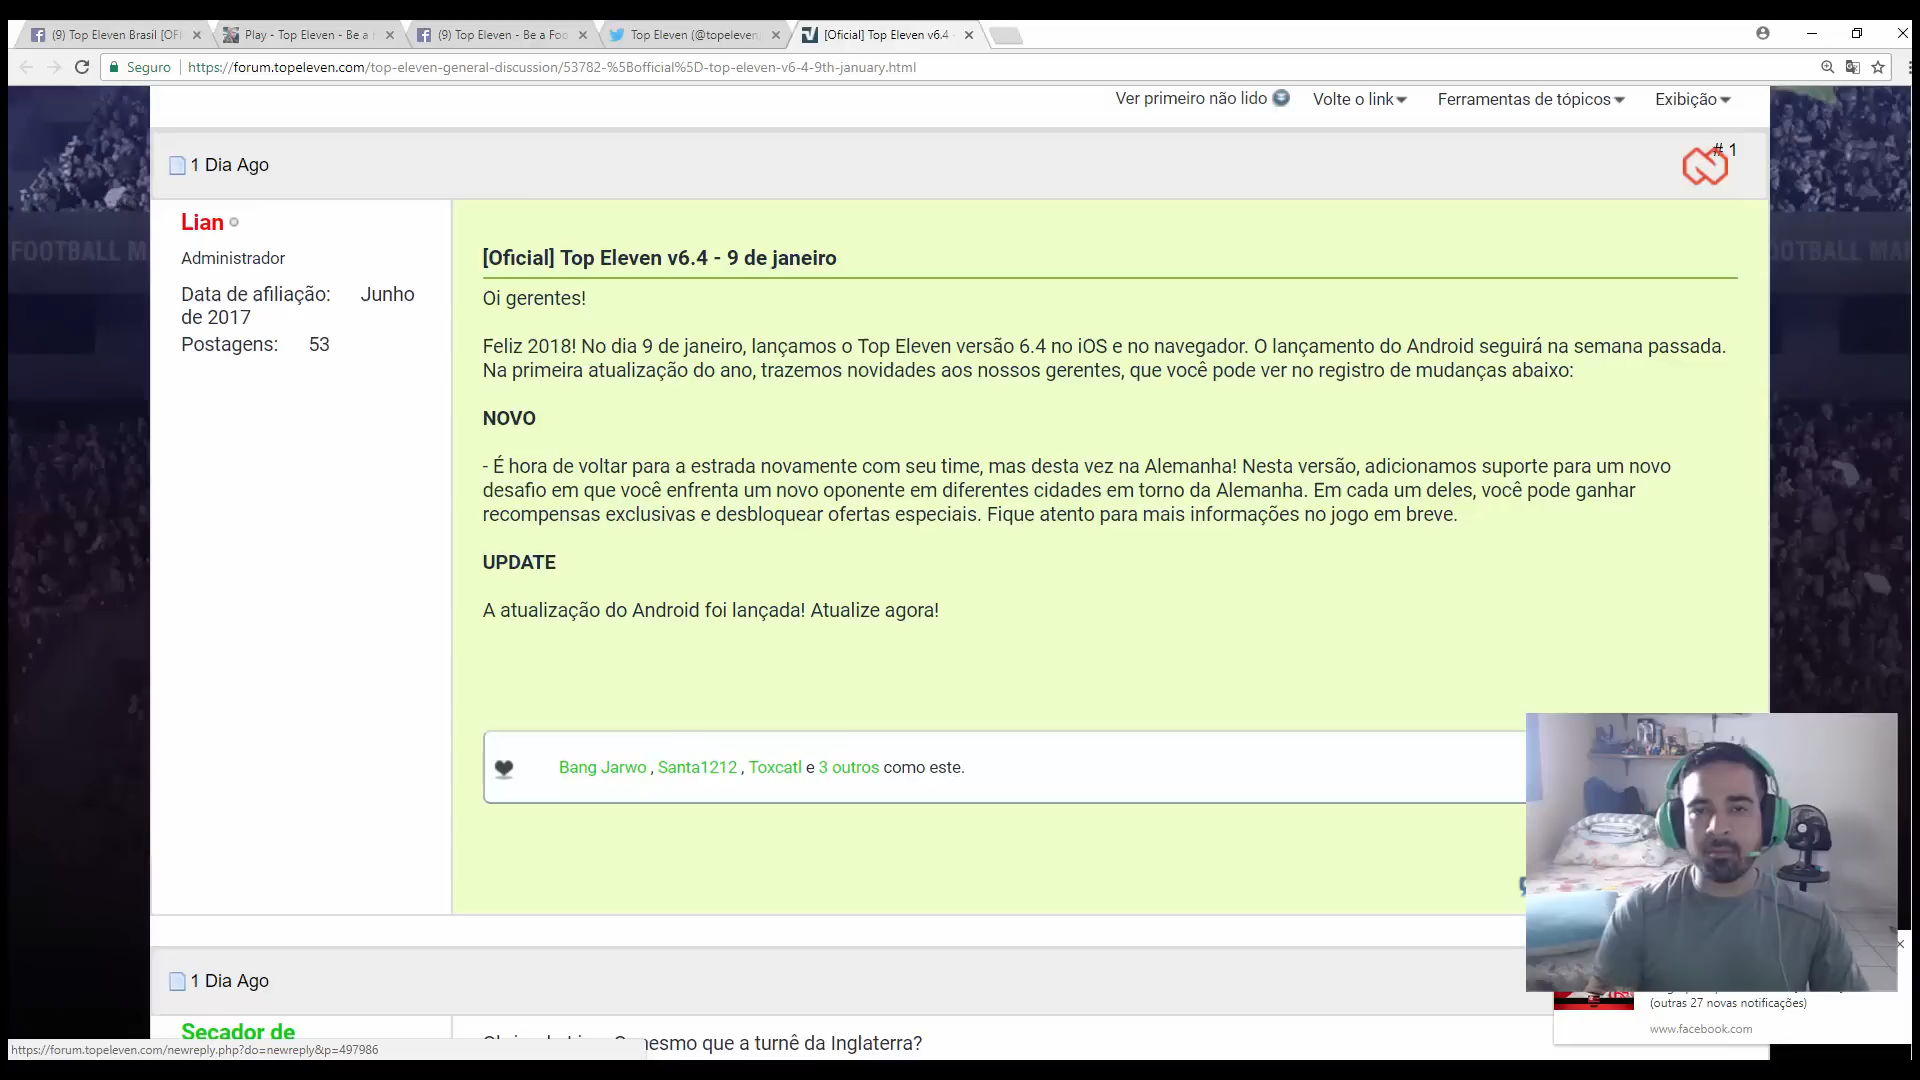 (9) Top Eleven Brasil [OFI
Play - Top Eleven - Be a
(9) Top Eleven - Be a Foo
Top Eleven (@topeleven
[Oficial] Top Eleven v6.4 -
Seguro
https://forum.topeleven.com/top-eleven-general-discussion/53782-%5Bofficial%5D-top-eleven-v6-4-9th-january.html
Ver primeiro não lido
Volte o link
Ferramentas de tópicos
Exibição
1 Dia Ago
# 1
Lian
Administrador
Data de afiliação: Junho
de 2017
Postagens: 53
FOOTBALL M
OTBALL MA
[Oficial] Top Eleven v6.4 - 9 de janeiro
Oi gerentes!
Feliz 2018! No dia 9 de janeiro, lançamos o Top Eleven versão 6.4 no iOS e no navegador. O lançamento do Android seguirá na semana passada.
Na primeira atualização do ano, trazemos novidades aos nossos gerentes, que você pode ver no registro de mudanças abaixo:
NOVO
- É hora de voltar para a estrada novamente com seu time, mas desta vez na Alemanha! Nesta versão, adicionamos suporte para um novo
desafio em que você enfrenta um novo oponente em diferentes cidades em torno da Alemanha. Em cada um deles, você pode ganhar
recompensas exclusivas e desbloquear ofertas especiais. Fique atento para mais informações no jogo em breve.
UPDATE
A atualização do Android foi lançada! Atualize agora!
Bang Jarwo , Santa1212 , Toxcatl e 3 outros como este.
1 Dia Ago
(outras 27 novas notificações)
www.facebook.com
Secador de
mesmo que a turnê da Inglaterra?
https://forum.topeleven.com/newreply.php?do=newreply&p=497986